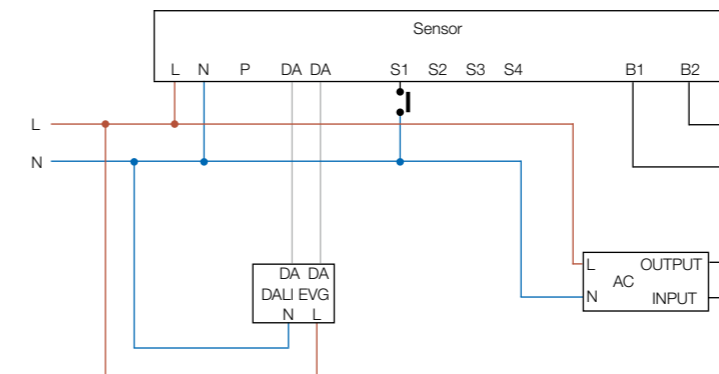 Sensor
L N P DA DA S1 S2 S3 S4 B1 B2
L
N
DA DA
DALI EVG
N L
L OUTPUT
AC
N INPUT